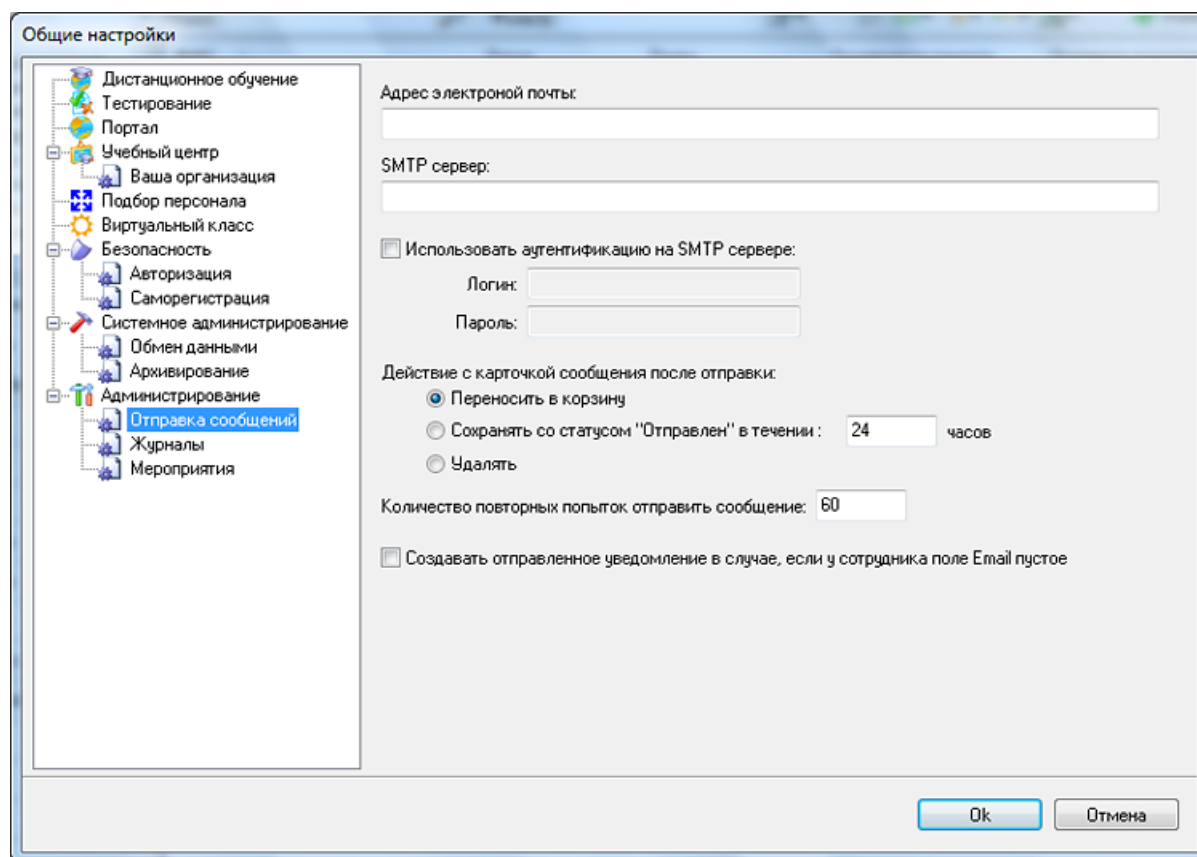 Общие настройки
Дистанционное обучение
Тестирование
Портал
Учебный центр
Ваша организация
Подбор персонала
Виртуальный класс
Безопасность
Авторизация
Саморегистрация
Системное администрирование
Обмен данными
Архивирование
Администрирование
Отправка сообщений
Журналы
Мероприятия
Адрес электроной почты:
SMTP сервер:
Использовать аутентификацию на SMTP сервере:
Логин:
Пароль:
Действие с карточкой сообщения после отправки:
Переносить в корзину
Сохранять со статусом "Отправлен" в течении : 24 часов
Удалять
Количество повторных попыток отправить сообщение: 60
Создавать отправленное уведомление в случае, если у сотрудника поле Email пустое
Ok Отмена